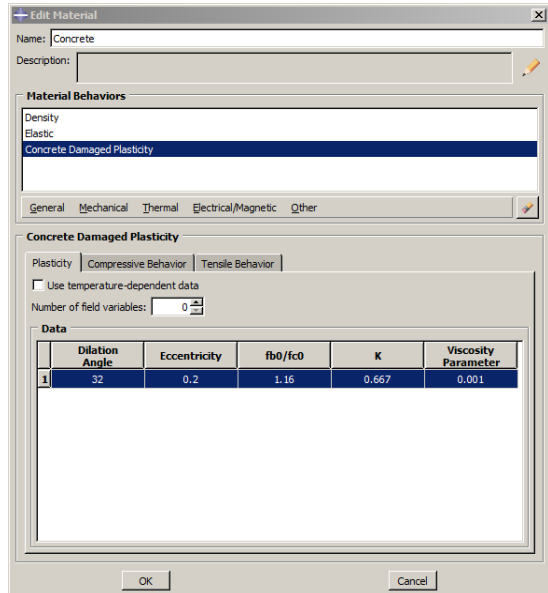 Edit Material
Name: Concrete
Description:
Material Behaviors
Density
Elastic
Concrete Damaged Plasticity
General Mechanical Thermal Electrical/Magnetic Other
Concrete Damaged Plasticity
Plasticity Compressive Behavior Tensile Behavior
Use temperature-dependent data
Number of field variables: 0
Data
Dilation Angle Eccentricity fb0/fc0 K Viscosity Parameter
1 32 0.2 1.16 0.667 0.001
OK Cancel